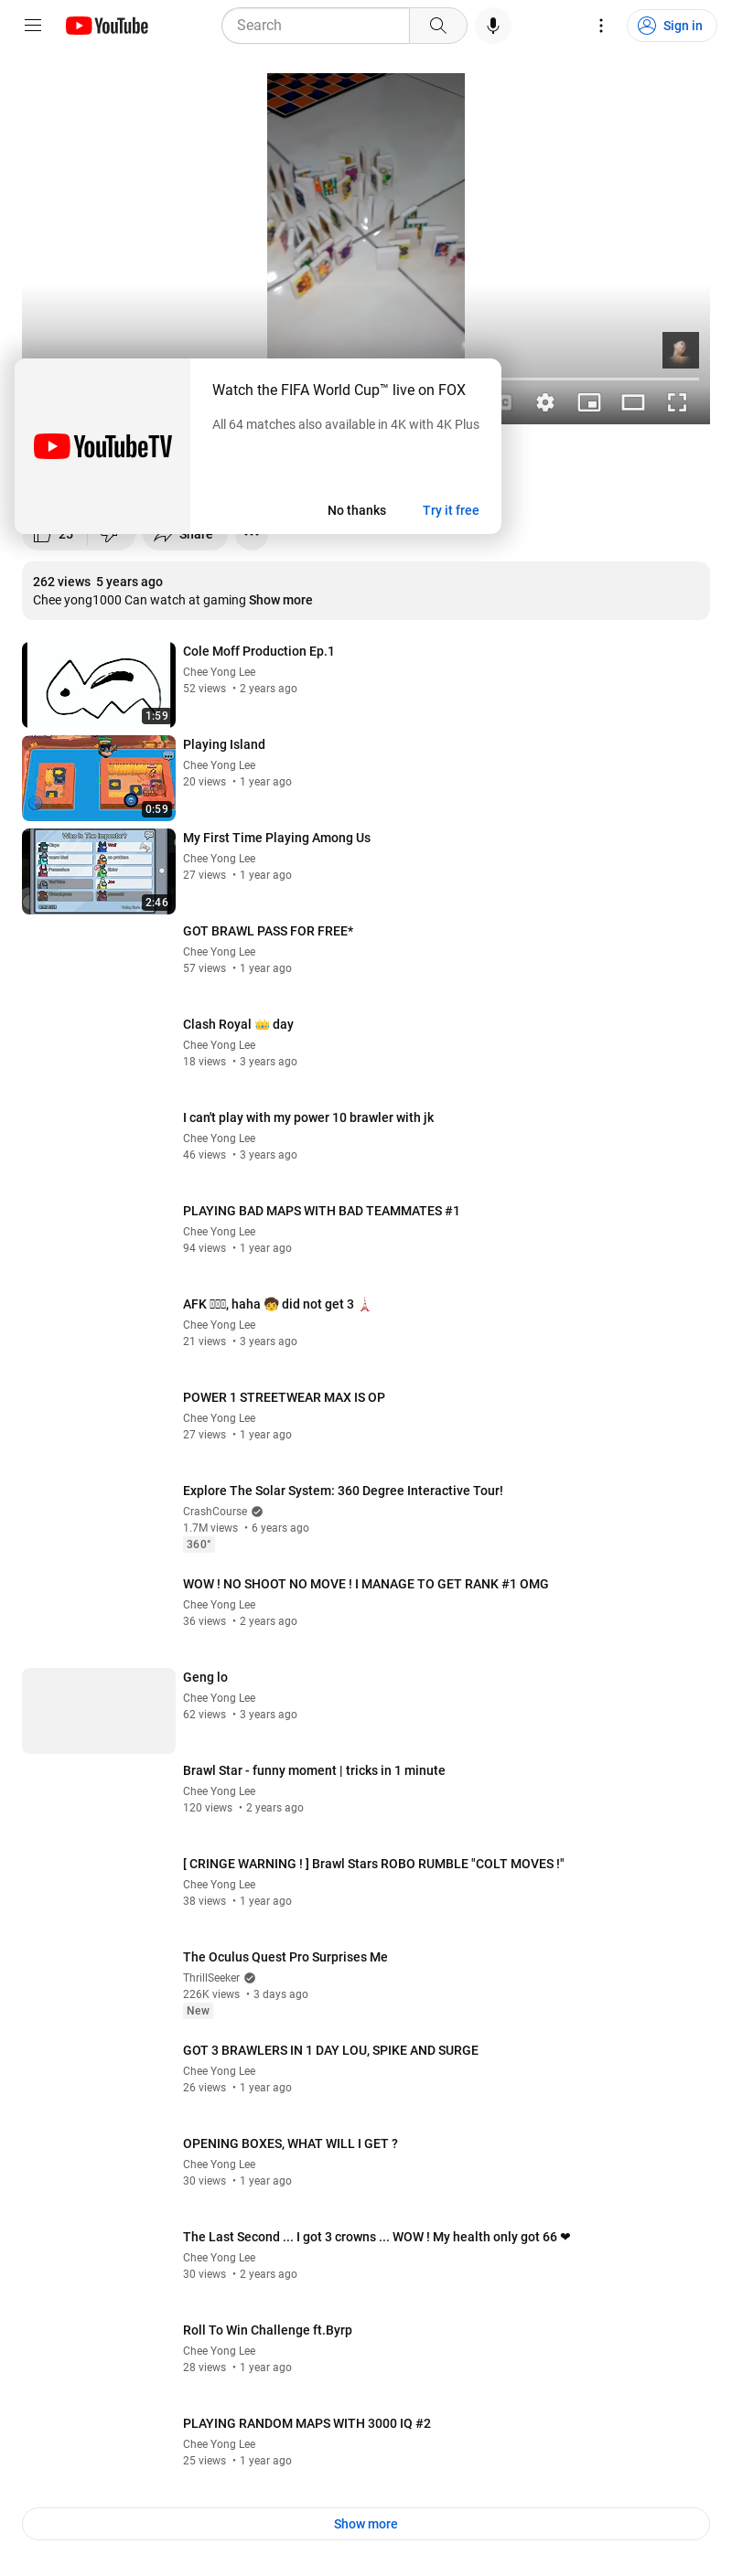 YouTube
Search
Sign in
Watch the FIFA World Cup™ live on FOX
All 64 matches also available in 4K with 4K Plus
YouTubeTV
No thanks
Try it free
25
Share
262 views 5 years ago
Chee yong1000 Can watch at gaming Show more
Cole Moff Production Ep.1
Chee Yong Lee
52 views • 2 years ago
1:59
Playing Island
Chee Yong Lee
20 views • 1 year ago
0:59
My First Time Playing Among Us
Chee Yong Lee
27 views • 1 year ago
Who Is The Impostor?
2:46
GOT BRAWL PASS FOR FREE*
Chee Yong Lee
57 views • 1 year ago
Clash Royal 👑 day
Chee Yong Lee
18 views • 3 years ago
I can't play with my power 10 brawler with jk
Chee Yong Lee
46 views • 3 years ago
PLAYING BAD MAPS WITH BAD TEAMMATES #1
Chee Yong Lee
94 views • 1 year ago
AFK , haha 🧒 did not get 3 🗼
Chee Yong Lee
21 views • 3 years ago
POWER 1 STREETWEAR MAX IS OP
Chee Yong Lee
27 views • 1 year ago
Explore The Solar System: 360 Degree Interactive Tour!
CrashCourse
1.7M views • 6 years ago
360°
WOW ! NO SHOOT NO MOVE ! I MANAGE TO GET RANK #1 OMG
Chee Yong Lee
36 views • 2 years ago
Geng lo
Chee Yong Lee
62 views • 3 years ago
Brawl Star - funny moment | tricks in 1 minute
Chee Yong Lee
120 views • 2 years ago
[ CRINGE WARNING ! ] Brawl Stars ROBO RUMBLE "COLT MOVES !"
Chee Yong Lee
38 views • 1 year ago
The Oculus Quest Pro Surprises Me
ThrillSeeker
226K views • 3 days ago
New
GOT 3 BRAWLERS IN 1 DAY LOU, SPIKE AND SURGE
Chee Yong Lee
26 views • 1 year ago
OPENING BOXES, WHAT WILL I GET ?
Chee Yong Lee
30 views • 1 year ago
The Last Second ... I got 3 crowns ... WOW ! My health only got 66 ❤
Chee Yong Lee
30 views • 2 years ago
Roll To Win Challenge ft.Byrp
Chee Yong Lee
28 views • 1 year ago
PLAYING RANDOM MAPS WITH 3000 IQ #2
Chee Yong Lee
25 views • 1 year ago
Show more